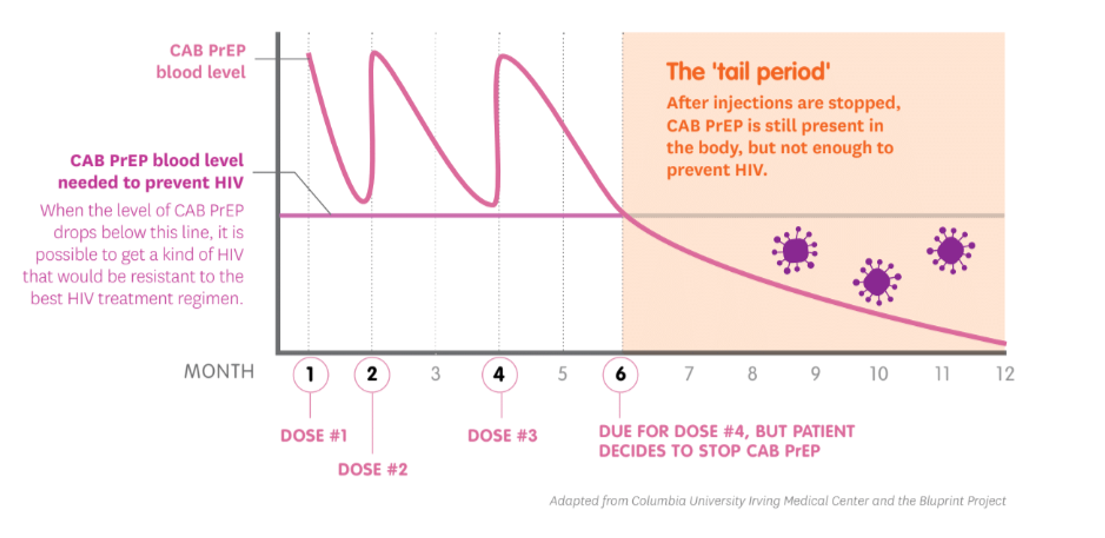 CAB PrEP
blood level
CAB PrEP blood level
needed to prevent HIV
When the level of CAB PrEP
drops below this line, it is
possible to get a kind of HIV
that would be resistant to the
best HIV treatment regimen.
The 'tail period'
After injections are stopped,
CAB PrEP is still present in
the body, but not enough to
prevent HIV.
MONTH 1 2 3 4 5 6 7 8 9 10 11 12
DOSE #1
DOSE #2
DOSE #3
DUE FOR DOSE #4, BUT PATIENT
DECIDES TO STOP CAB PrEP
Adapted from Columbia University Irving Medical Center and the Bluprint Project